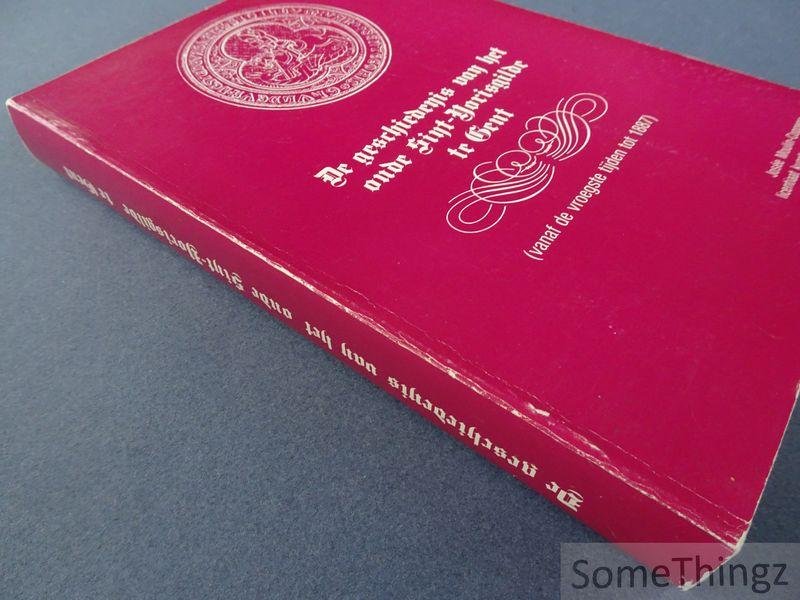 De geschiedenis van het
oude Sint-Jorisgilde
te Gent
(vanaf de vroegste tijden tot 1887)
De geschiedenis van het oude Sint-Jorisgilde te Gent
SomeThingz